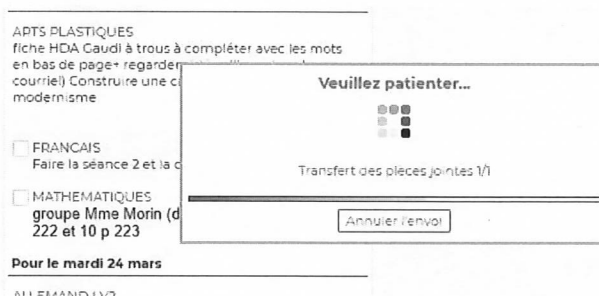 ARTS PLASTIQUES
fiche HDA Gaudi à trous à compléter avec les mots
en bas de page+ regarder
courriel) Construire une
modernisme
FRANCAIS
Faire la séance 2 et la
MATHEMATIQUES
groupe Mme Morin
222 et 10 p 223
Pour le mardi 24 mars
ALLEMAND LV2
Veuillez patienter...
Transfert des pièces jointes 1/1
Annuler l'envoi